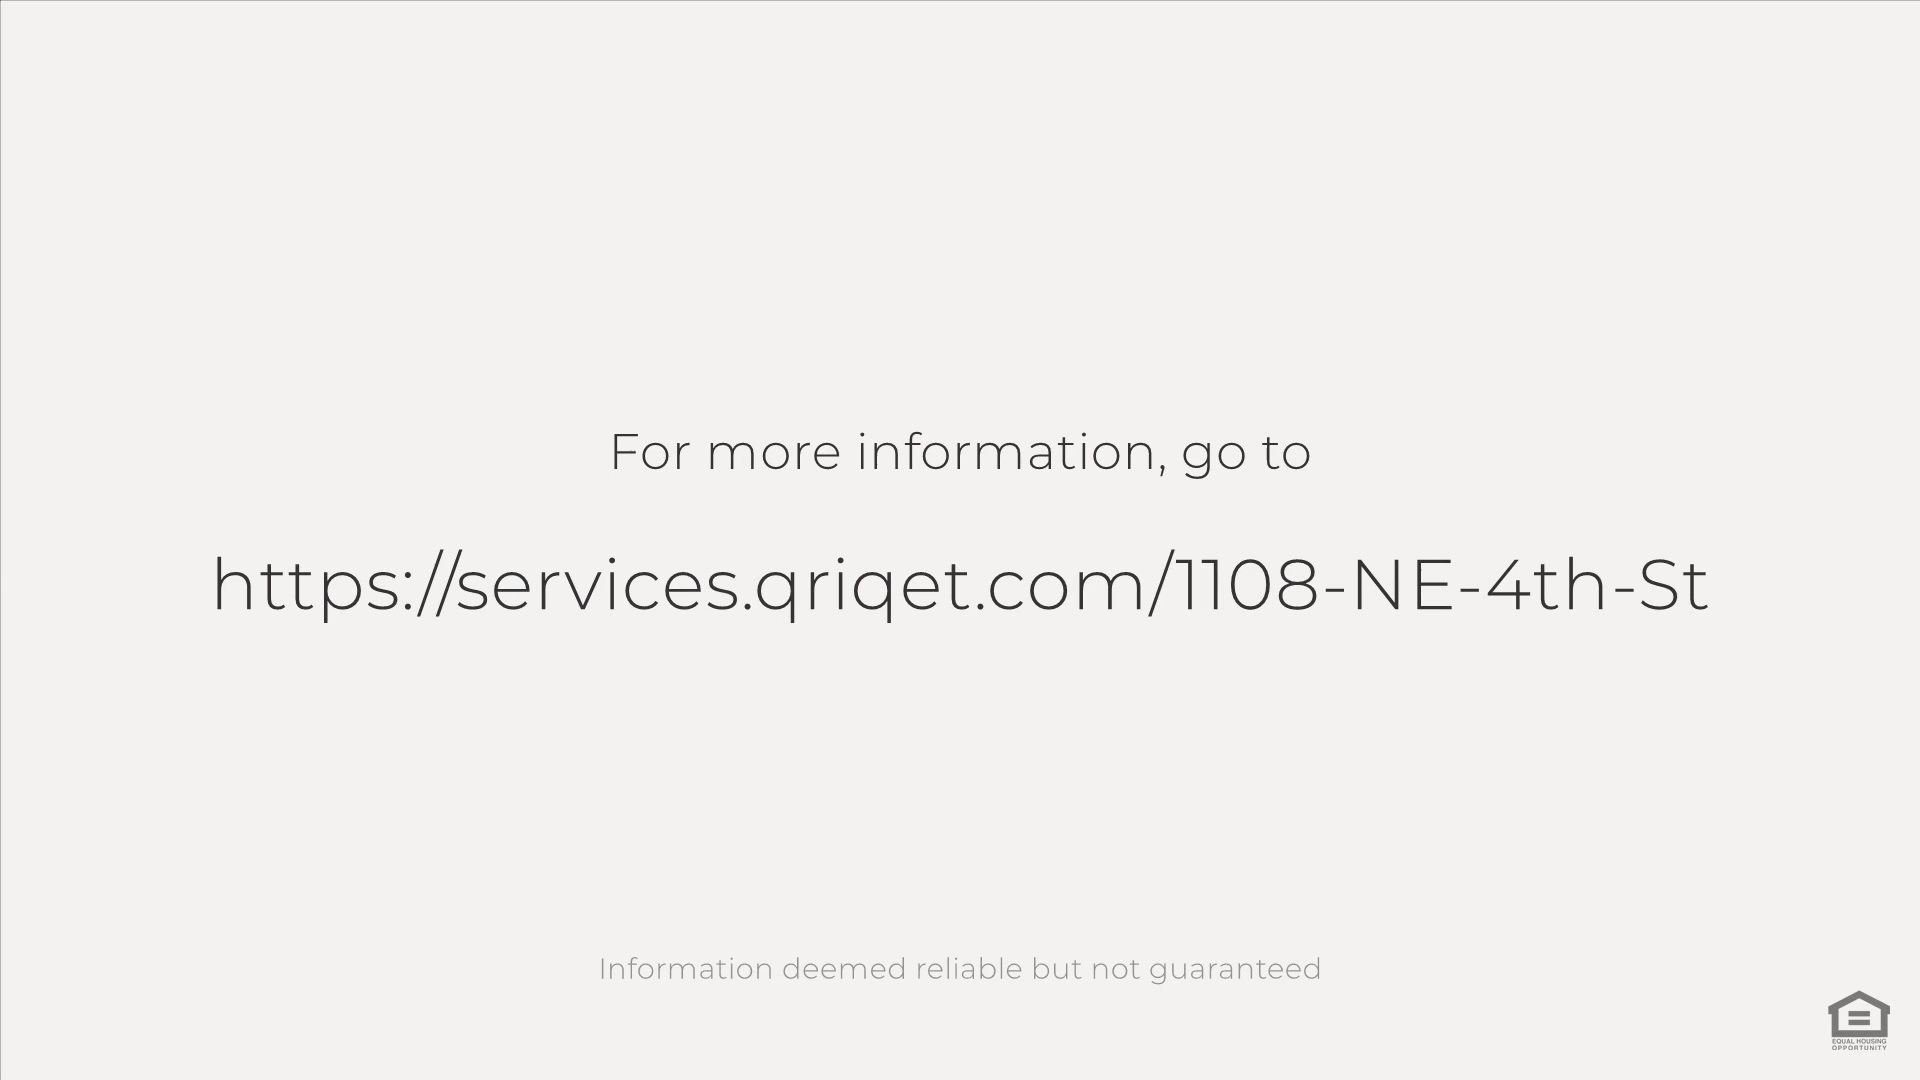 For more information, go to
https://services.qriqet.com/1108-NE-4th-St
Information deemed reliable but not guaranteed
EQUAL HOUSING
OPPORTUNITY